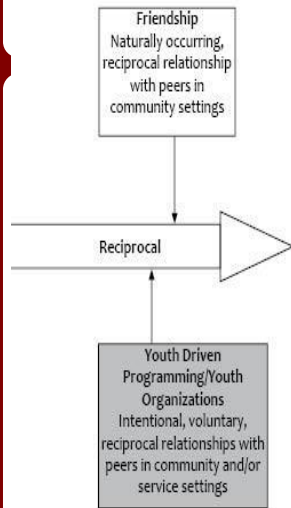 Friendship
Naturally occurring,
reciprocal relationship
with peers in
community settings
Reciprocal
Youth Driven
Programming/Youth
Organizations
Intentional, voluntary,
reciprocal relationships with
peers in community and/or
service settings